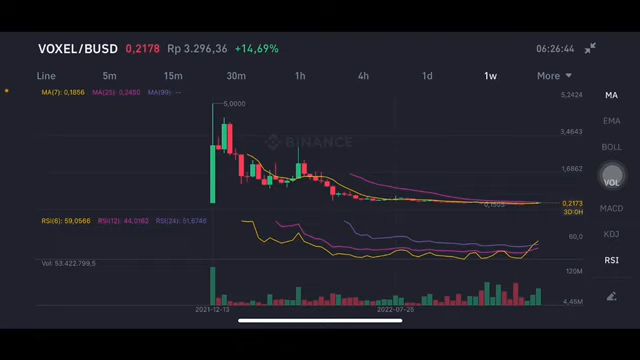 VOXEL/BUSD 0,2178 Rp 3.296,36 +14,69% 06:26:44
Line 5m 15m 30m 1h 4h 1d 1w More
MA(7): 0,1856 MA(25): 0,2450 MA(99): --
5,2424
MA
5,0000
EMA
3,4643
BINANCE
BOLL
1,6862
VOL
0,1505
0,2173
3D:0H
MACD
RSI(6): 59,0566 RSI(12): 44,0162 RSI(24): 51,6746
60,0
KDJ
RSI
Vol: 53.422.799,5
120M
4,46M
2021-12-13 2022-07-25